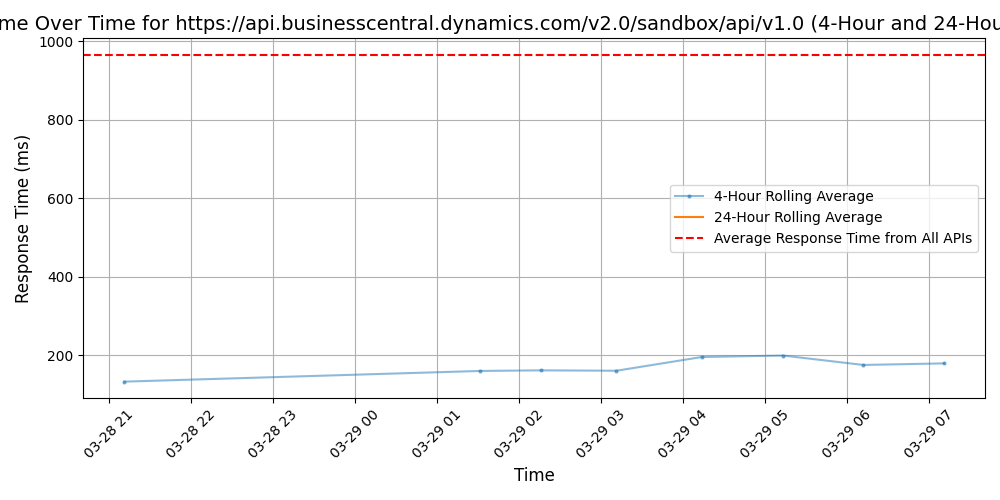 me Over Time for https://api.businesscentral.dynamics.com/v2.0/sandbox/api/v1.0 (4-Hour and 24-Hou
1000
800
600
400
200
Response Time (ms)
4-Hour Rolling Average
24-Hour Rolling Average
Average Response Time from All APIs
03-28 21
03-28 22
03-28 23
03-29 00
03-29 01
03-29 02
03-29 03
03-29 04
03-29 05
03-29 06
03-29 07
Time